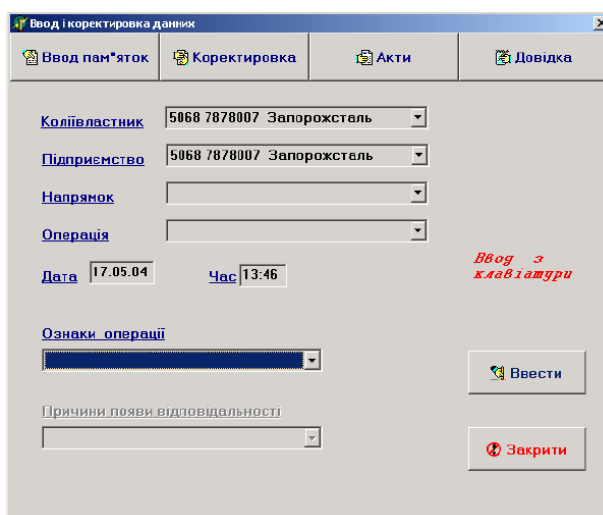 Ввод і коректировка данних
Ввод пам"яток Коректировка Акти Довідка
Коліївластник 5068 7878007 Запорожсталь
Підприємство 5068 7878007 Запорожсталь
Напрямок
Операція
Ввод з
клавіатури
Дата 17.05.04 Час 13:46
Ознаки операції
Ввести
Причини появи відповідальності
Закрити